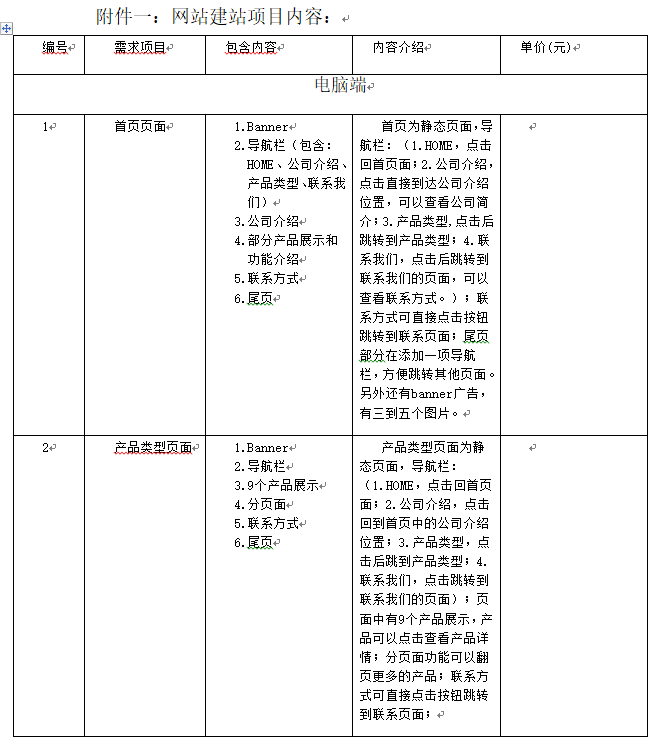 附件一：网站建站项目内容：
编号 需求项目 包含内容 内容介绍 单价(元)
电脑端
1 首页页面
1.Banner
2.导航栏（包含：
HOME、公司介绍、
产品类型、联系我
们）
3.公司介绍
4.部分产品展示和
功能介绍
5.联系方式
6.尾页
首页为静态页面，导
航栏：（1.HOME，点击
回首页面；2.公司介绍，
点击直接到达公司介绍
位置，可以查看公司简
介；3.产品类型,点击后
跳转到产品类型；4.联
系我们，点击后跳转到
联系我们的页面，可以
查看联系方式。）；联
系方式可直接点击按钮
跳转到联系页面；尾页
部分在添加一项导航
栏，方便跳转其他页面。
另外还有banner广告，
有三到五个图片。
2 产品类型页面
1.Banner
2.导航栏
3.9个产品展示
4.分页面
5.联系方式
6.尾页
产品类型页面为静
态页面，导航栏：
（1.HOME，点击回首页
面；2.公司介绍，点击
回到首页中的公司介绍
位置；3.产品类型，点
击后跳到产品类型；4.
联系我们，点击跳转到
联系我们的页面）；页
面中有9个产品展示，产
品可以点击查看产品详
情；分页面功能可以翻
页更多的产品；联系方
式可直接点击按钮跳转
到联系页面；